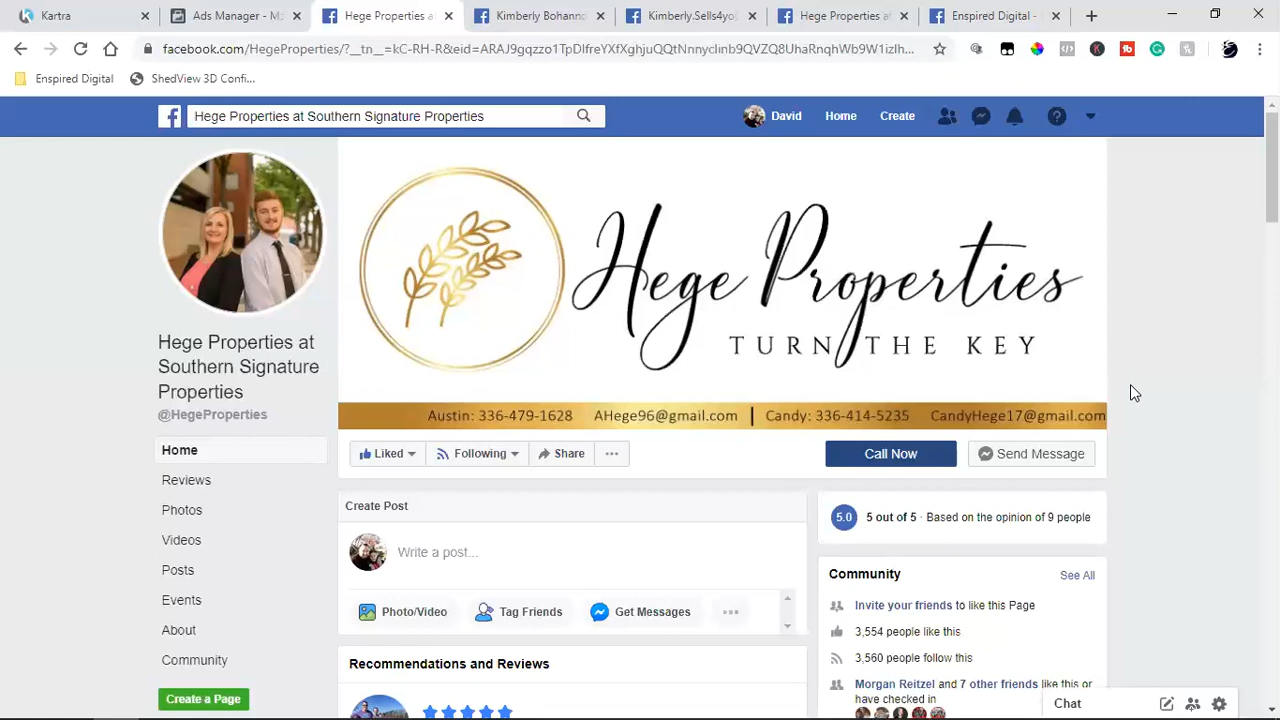 Kartra
Ads Manager - M
Hege Properties a
Kimberly Bohann
Kimberly.Sells4yo
Hege Properties a
Enspired Digital -
facebook.com/HegeProperties/?__tn__=kC-RH-R&eid=
Enspired Digital
ShedView 3D Confi...
Hege Properties at Southern Signature Properties
David
Home
Create
Hege Properties
TURN THE KEY
Austin: 336-479-1628 AHege96@gmail.com | Candy: 336-414-5235 CandyHege17@gmail.com
Hege Properties at
Southern Signature
Properties
@HegeProperties
Home
Reviews
Photos
Videos
Posts
Events
About
Community
Create a Page
Liked
Following
Share
Call Now
Send Message
Create Post
Write a post...
Photo/Video
Tag Friends
Get Messages
Recommendations and Reviews
5.0
5 out of 5 · Based on the opinion of 9 people
Community
See All
Invite your friends to like this Page
3,554 people like this
3,560 people follow this
Morgan Reitzel and 7 other friends like this or
have checked in
Chat